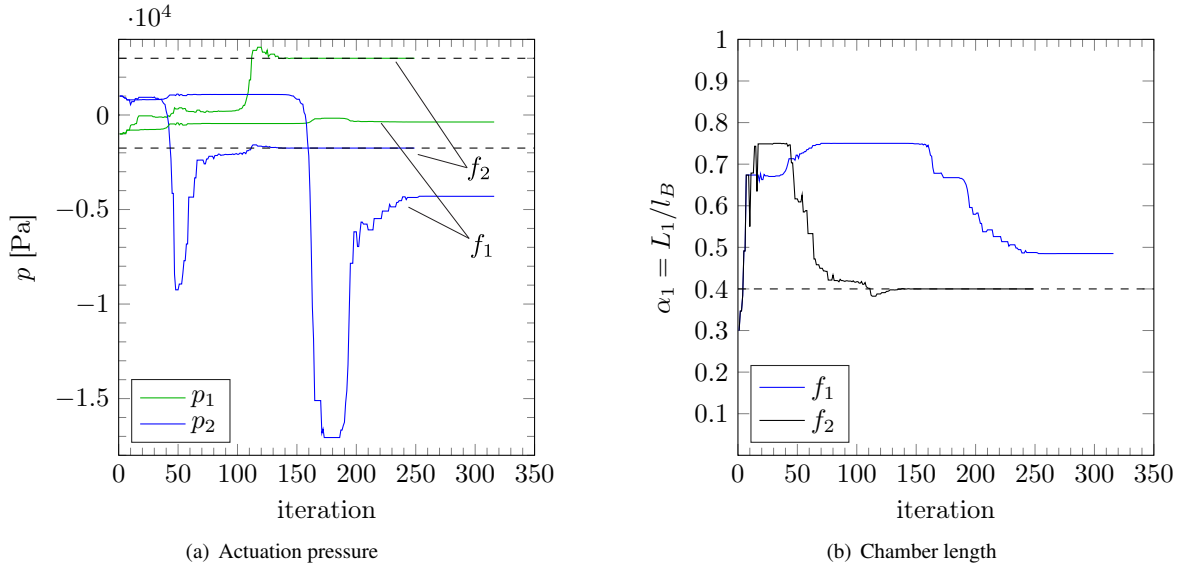 ·10⁴
0
−0.5
−1
−1.5
p [Pa]
f₂
f₁
p₁
p₂
0 50 100 150 200 250 300 350
iteration
(a) Actuation pressure
1
0.9
0.8
0.7
0.6
0.5
0.4
0.3
0.2
0.1
α₁ = L₁/l_B
f₁
f₂
0 50 100 150 200 250 300 350
iteration
(b) Chamber length